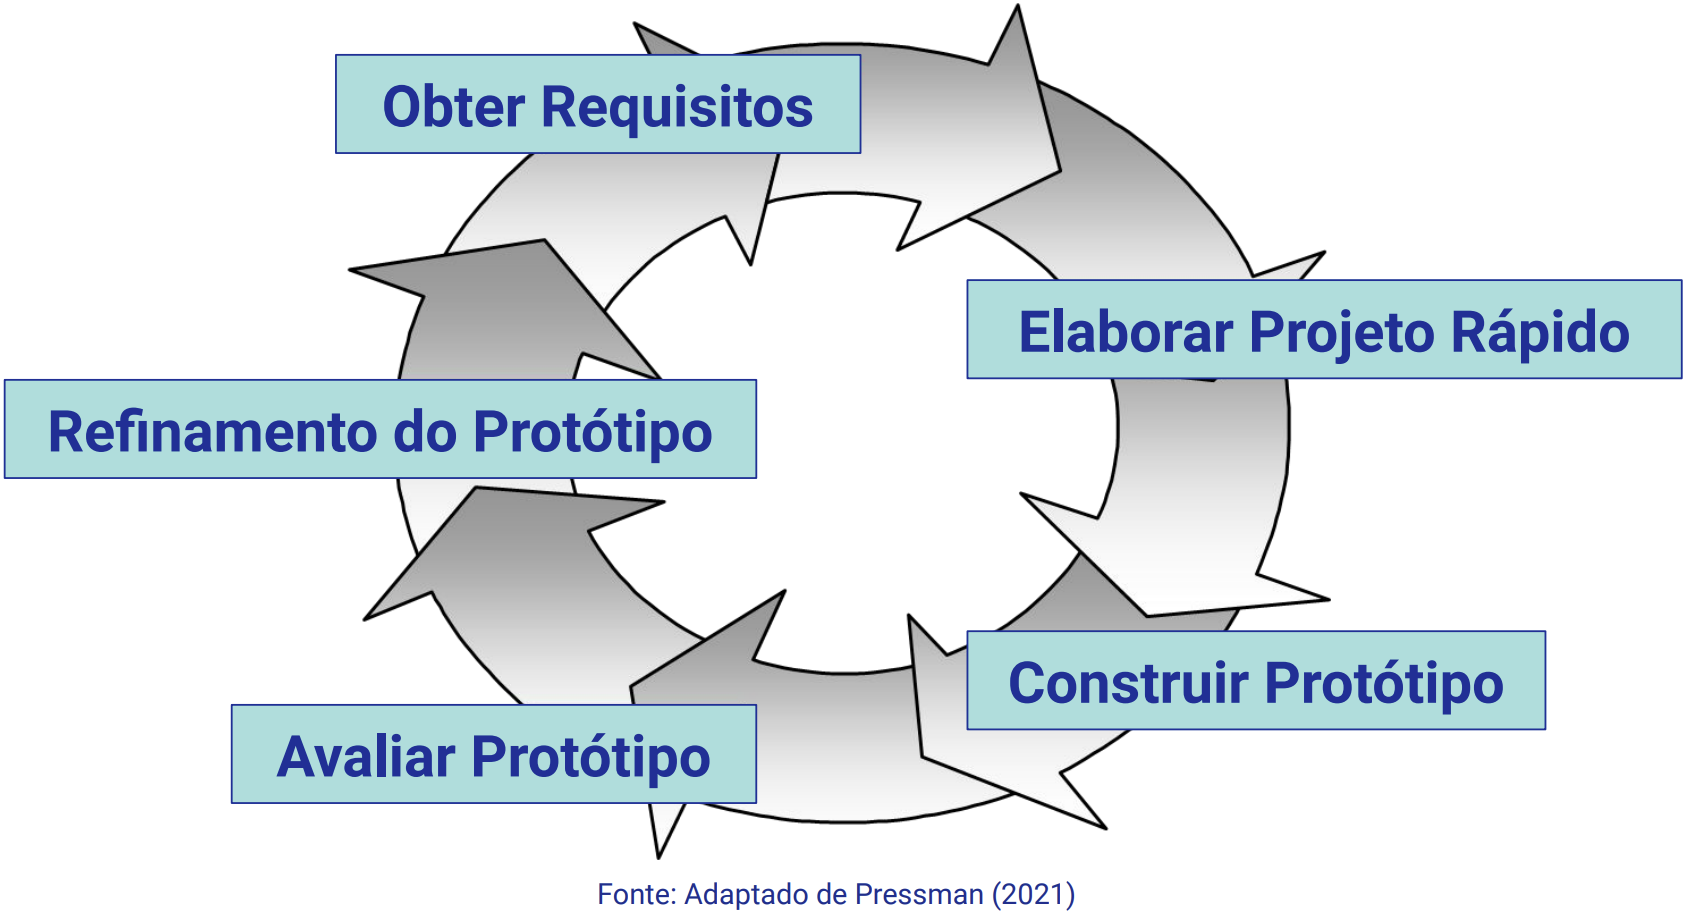 Obter Requisitos
Elaborar Projeto Rápido
Refinamento do Protótipo
Construir Protótipo
Avaliar Protótipo
Fonte: Adaptado de Pressman (2021)